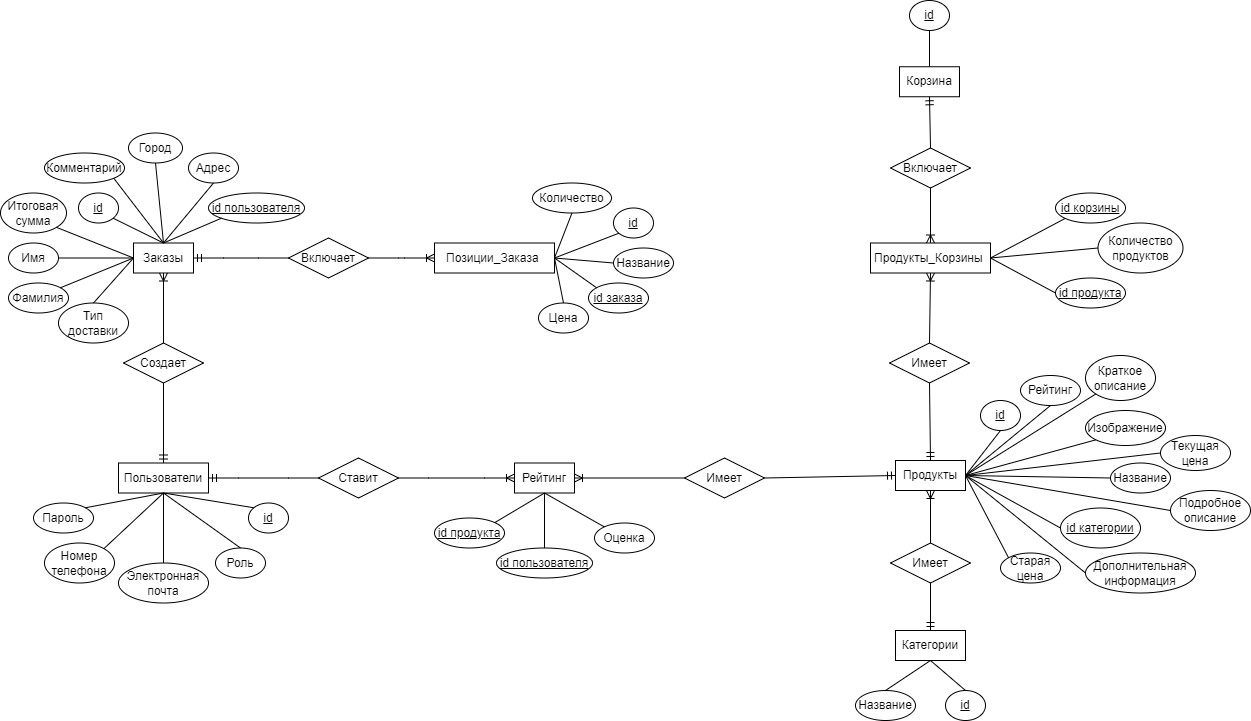 id
Корзина
Включает
id корзины
Количество
продуктов
Продукты_Корзины
id продукта
Имеет
Город
Комментарий
Адрес
Итоговая
сумма
id
id пользователя
Имя
Заказы
Фамилия
Тип
доставки
Включает
Количество
id
Позиции_Заказа
Название
id заказа
Цена
Создает
Пользователи
Пароль
id
Номер
телефона
Роль
Электронная
почта
Ставит
Рейтинг
id продукта
Оценка
id пользователя
Имеет
Продукты
id
Рейтинг
Краткое
описание
Изображение
Текущая
цена
Название
Подробное
описание
id категории
Старая
цена
Дополнительная
информация
Имеет
Категории
Название
id